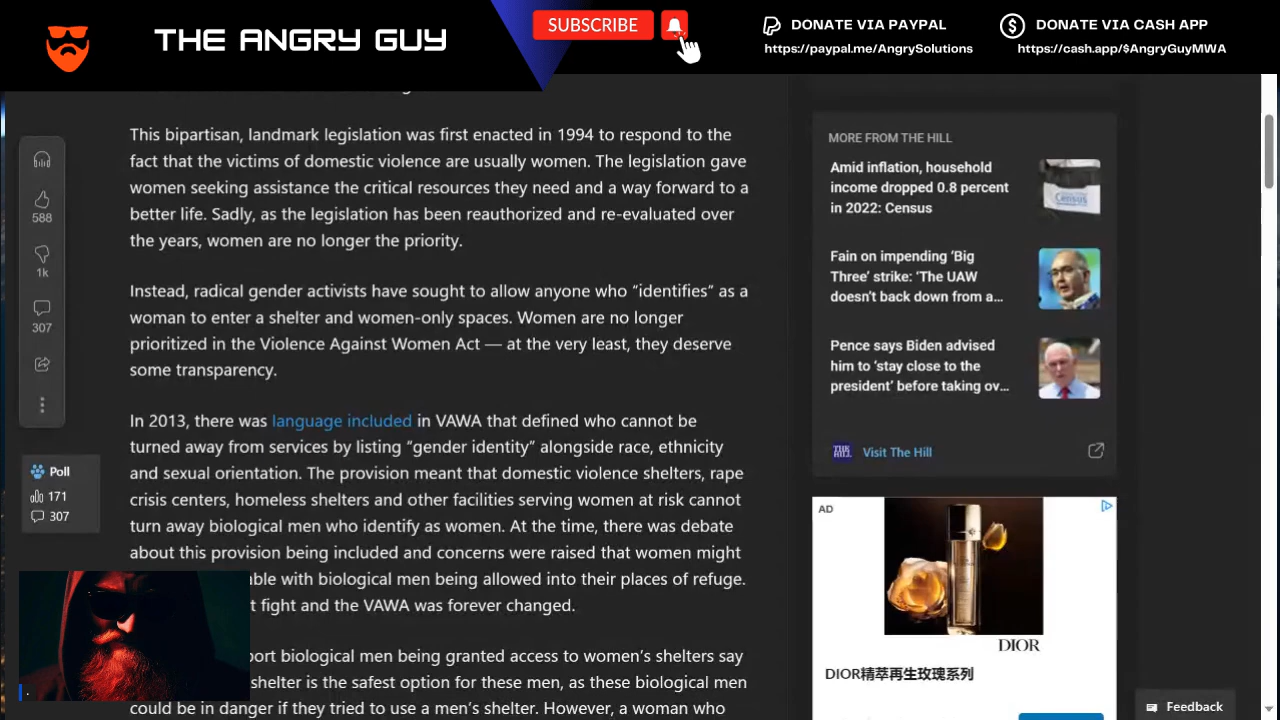 THE ANGRY GUY
SUBSCRIBE
DONATE VIA PAYPAL
https://paypal.me/AngrySolutions
DONATE VIA CASH APP
https://cash.app/$AngryGuyMWA
This bipartisan, landmark legislation was first enacted in 1994 to respond to the
fact that the victims of domestic violence are usually women. The legislation gave
women seeking assistance the critical resources they need and a way forward to a
better life. Sadly, as the legislation has been reauthorized and re-evaluated over
the years, women are no longer the priority.
Instead, radical gender activists have sought to allow anyone who “identifies” as a
woman to enter a shelter and women-only spaces. Women are no longer
prioritized in the Violence Against Women Act — at the very least, they deserve
some transparency.
In 2013, there was language included in VAWA that defined who cannot be
turned away from services by listing “gender identity” alongside race, ethnicity
and sexual orientation. The provision meant that domestic violence shelters, rape
crisis centers, homeless shelters and other facilities serving women at risk cannot
turn away biological men who identify as women. At the time, there was debate
about this provision being included and concerns were raised that women might
with biological men being allowed into their places of refuge.
fight and the VAWA was forever changed.
biological men being granted access to women’s shelters say
shelter is the safest option for these men, as these biological men
could be in danger if they tried to use a men’s shelter. However, a woman who
588
1k
307
Poll
171
307
MORE FROM THE HILL
Amid inflation, household
income dropped 0.8 percent
in 2022: Census
Census
Fain on impending ‘Big
Three’ strike: ‘The UAW
doesn’t back down from a...
Pence says Biden advised
him to ‘stay close to the
president’ before taking ov...
THE HILL
Visit The Hill
AD
DIOR
DIOR精萃再生玫瑰系列
Feedback